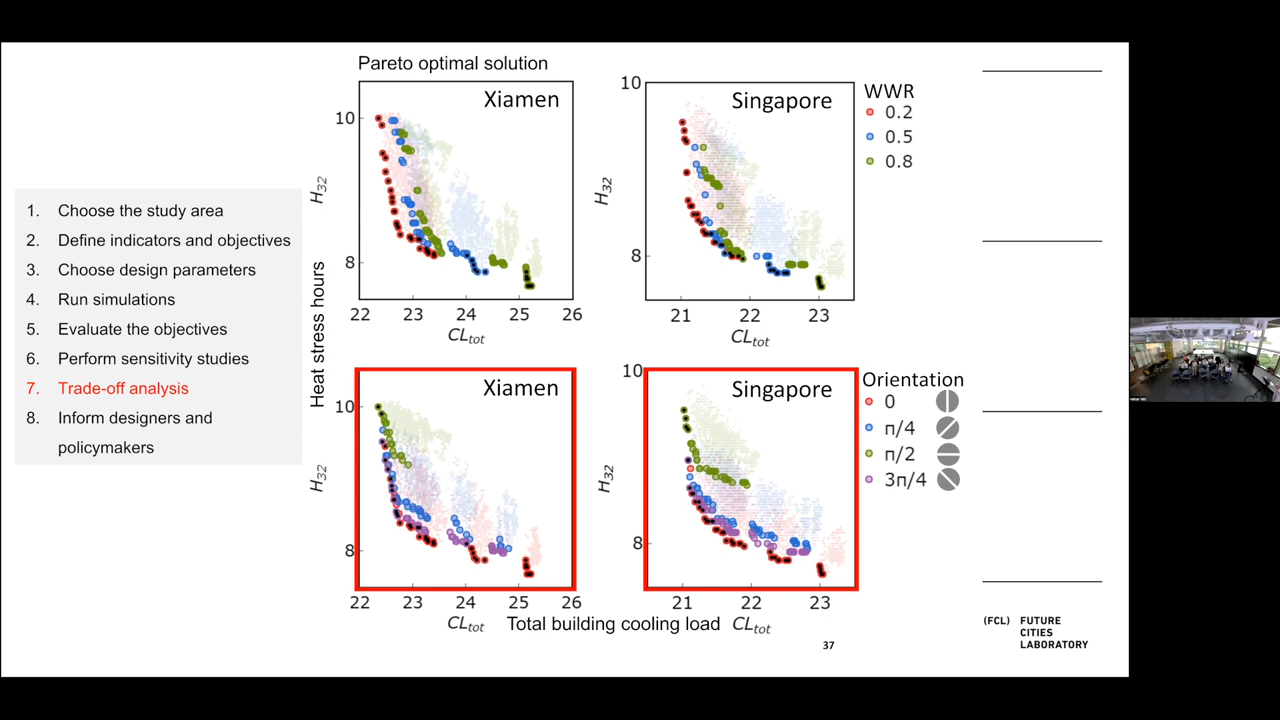 Pareto optimal solution
1. Choose the study area
2. Define indicators and objectives
3. Choose design parameters
4. Run simulations
5. Evaluate the objectives
6. Perform sensitivity studies
7. Trade-off analysis
8. Inform designers and
policymakers
Heat stress hours
Xiamen
H32
10
8
22 23 24 25 26
CLtot
Singapore
H32
10
8
21 22 23
CLtot
WWR
0.2
0.5
0.8
Xiamen
H32
10
8
22 23 24 25 26
CLtot
Singapore
H32
10
8
21 22 23
CLtot
Orientation
0
π/4
π/2
3π/4
Total building cooling load
37
(FCL) FUTURE
CITIES
LABORATORY